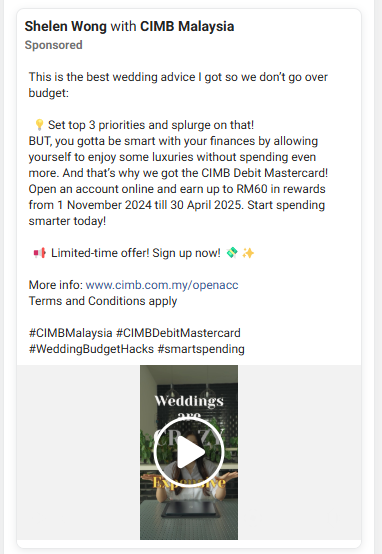 Shelen Wong with CIMB Malaysia
Sponsored
This is the best wedding advice I got so we don’t go over
budget:
💡Set top 3 priorities and splurge on that!
BUT, you gotta be smart with your finances by allowing
yourself to enjoy some luxuries without spending even
more. And that’s why we got the CIMB Debit Mastercard!
Open an account online and earn up to RM60 in rewards
from 1 November 2024 till 30 April 2025. Start spending
smarter today!
📢 Limited-time offer! Sign up now! 💸 ✨
More info: www.cimb.com.my/openacc
Terms and Conditions apply
#CIMBMalaysia #CIMBDebitMastercard
#WeddingBudgetHacks #smartspending
Weddings
are
CRAZY
Expensive